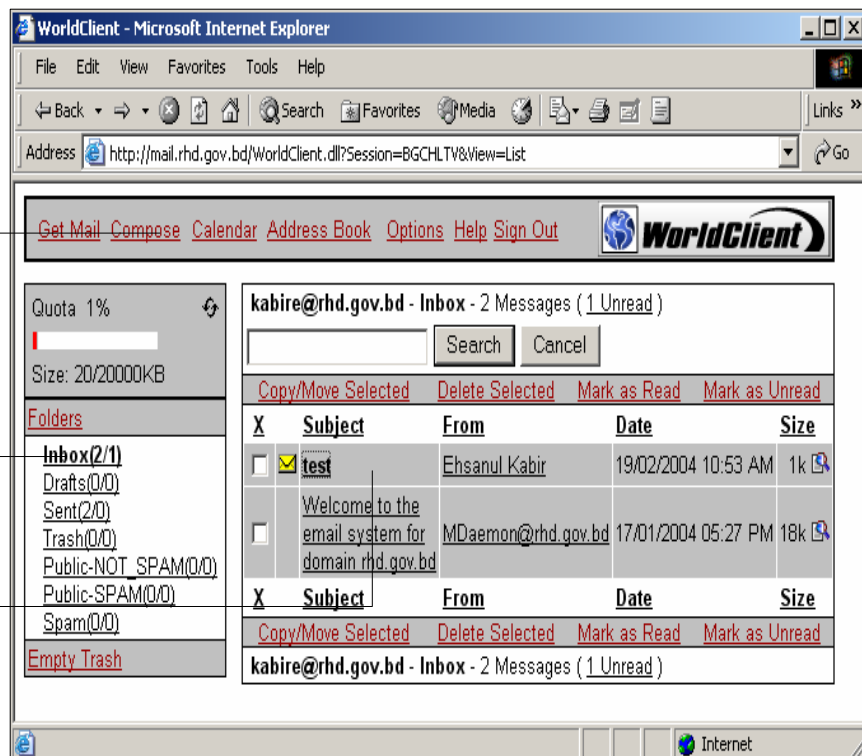 WorldClient - Microsoft Internet Explorer
File Edit View Favorites Tools Help
Back Search Favorites Media Links »
Address http://mail.rhd.gov.bd/WorldClient.dll?Session=BGCHLTV&View=List Go
Get Mail Compose Calendar Address Book Options Help Sign Out WorldClient
Quota 1%
Size: 20/20000KB
Folders
Inbox(2/1)
Drafts(0/0)
Sent(2/0)
Trash(0/0)
Public-NOT_SPAM(0/0)
Public-SPAM(0/0)
Spam(0/0)
Empty Trash
kabire@rhd.gov.bd - Inbox - 2 Messages ( 1 Unread )
Search Cancel
Copy/Move Selected Delete Selected Mark as Read Mark as Unread
X Subject From Date Size
test Ehsanul Kabir 19/02/2004 10:53 AM 1k
Welcome to the
email system for MDaemon@rhd.gov.bd 17/01/2004 05:27 PM 18k
domain rhd.gov.bd
X Subject From Date Size
Copy/Move Selected Delete Selected Mark as Read Mark as Unread
kabire@rhd.gov.bd - Inbox - 2 Messages ( 1 Unread )
Internet